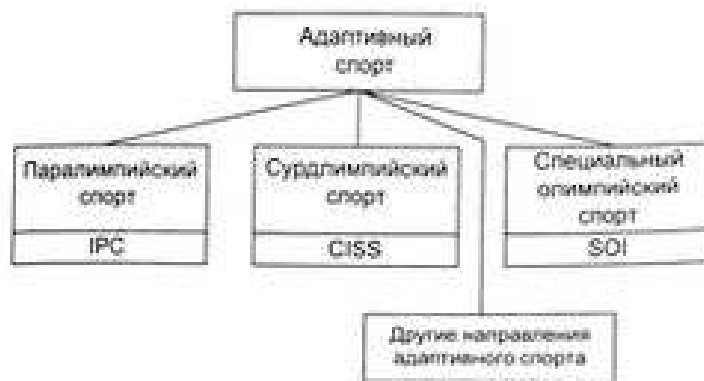 Адаптивный
спорт
Паралимпийский
спорт
IPC
Сурдлимпийский
спорт
CISS
Специальный
олимпийский
спорт
SOI
Другие направления
адаптивного спорта